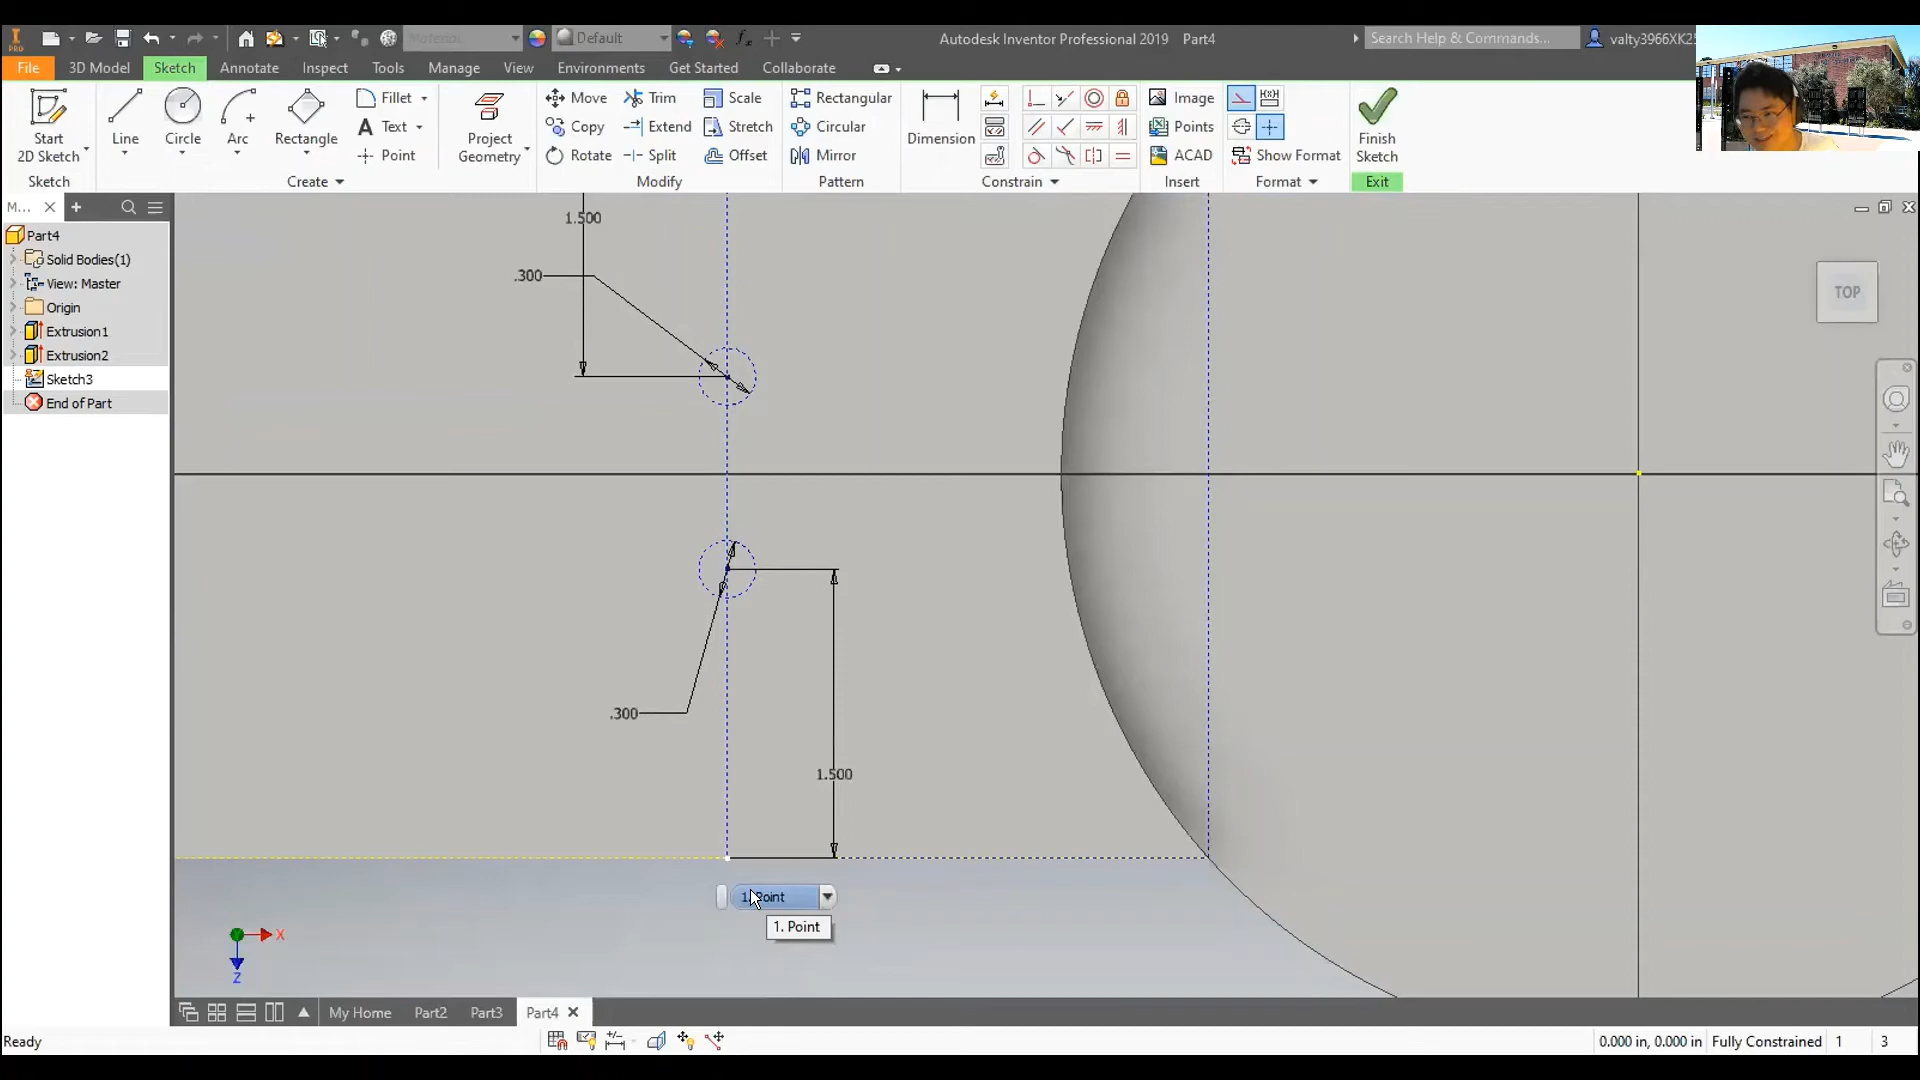 PRO
Material
Default
Autodesk Inventor Professional 2019 Part4
Search Help & Commands...
valty3966XK2
File 3D Model Sketch Annotate Inspect Tools Manage View Environments Get Started Collaborate
Start
2D Sketch
Line
Circle
Arc
Rectangle
Fillet
Text
Point
Project
Geometry
Move
Copy
Rotate
Trim
Extend
Split
Scale
Stretch
Offset
Rectangular
Circular
Mirror
Dimension
Image
Points
ACAD
Show Format
Finish
Sketch
Sketch
Create
Modify
Pattern
Constrain
Insert
Format
Exit
M...
Part4
Solid Bodies(1)
View: Master
Origin
Extrusion1
Extrusion2
Sketch3
End of Part
1.500
.300
TOP
.300
1.500
1. Point
1. Point
X
Z
My Home Part2 Part3 Part4
Ready
0.000 in, 0.000 in Fully Constrained 1 3